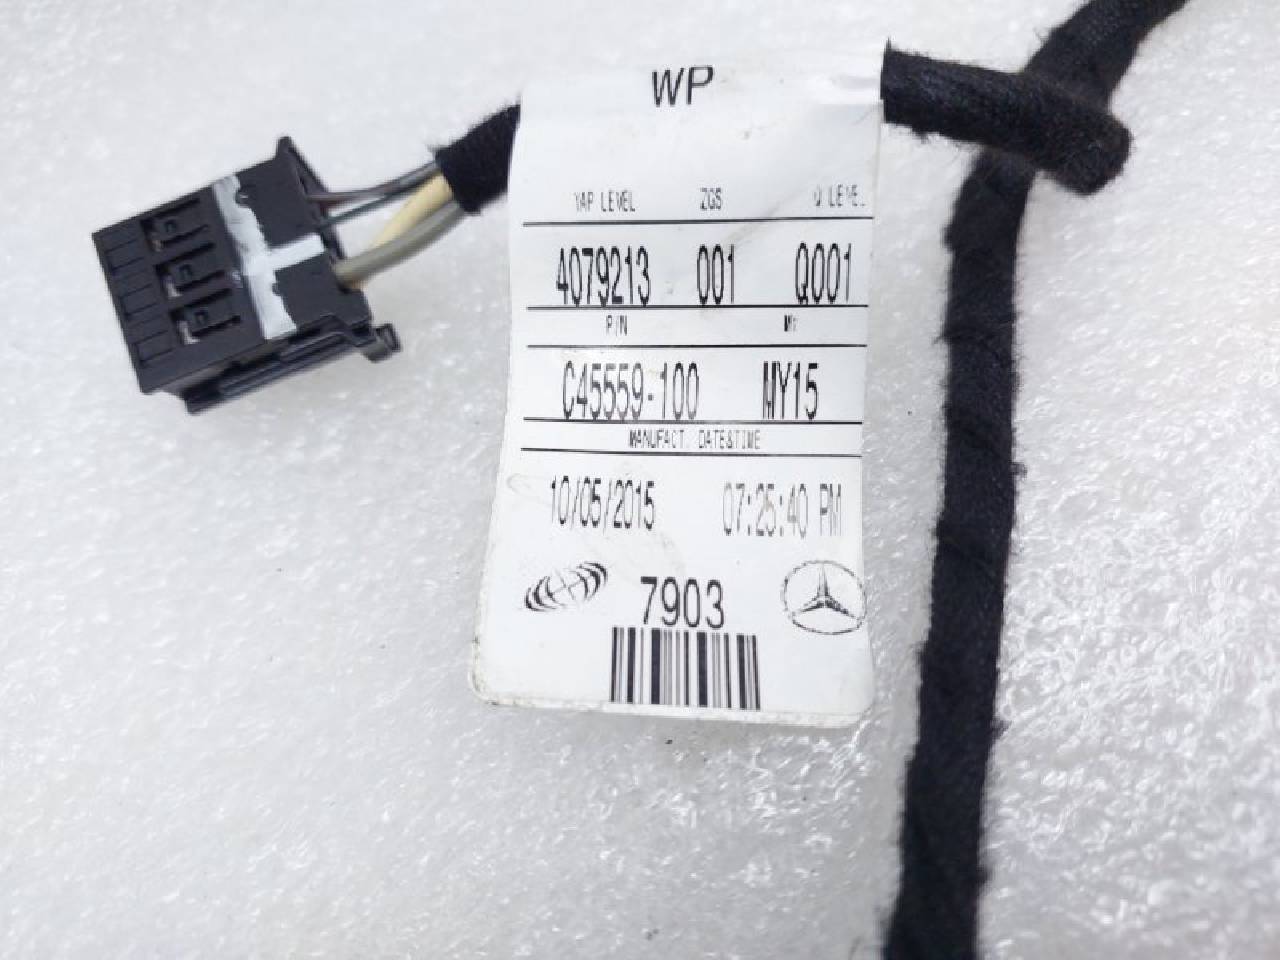 WP
YAP LEVEL ZGS Q LEVEL
4079213 001 Q001
P/N
C45559-100 MY15
MANUFACT. DATE&TIME
10/05/2015 07:25:40 PM
7903